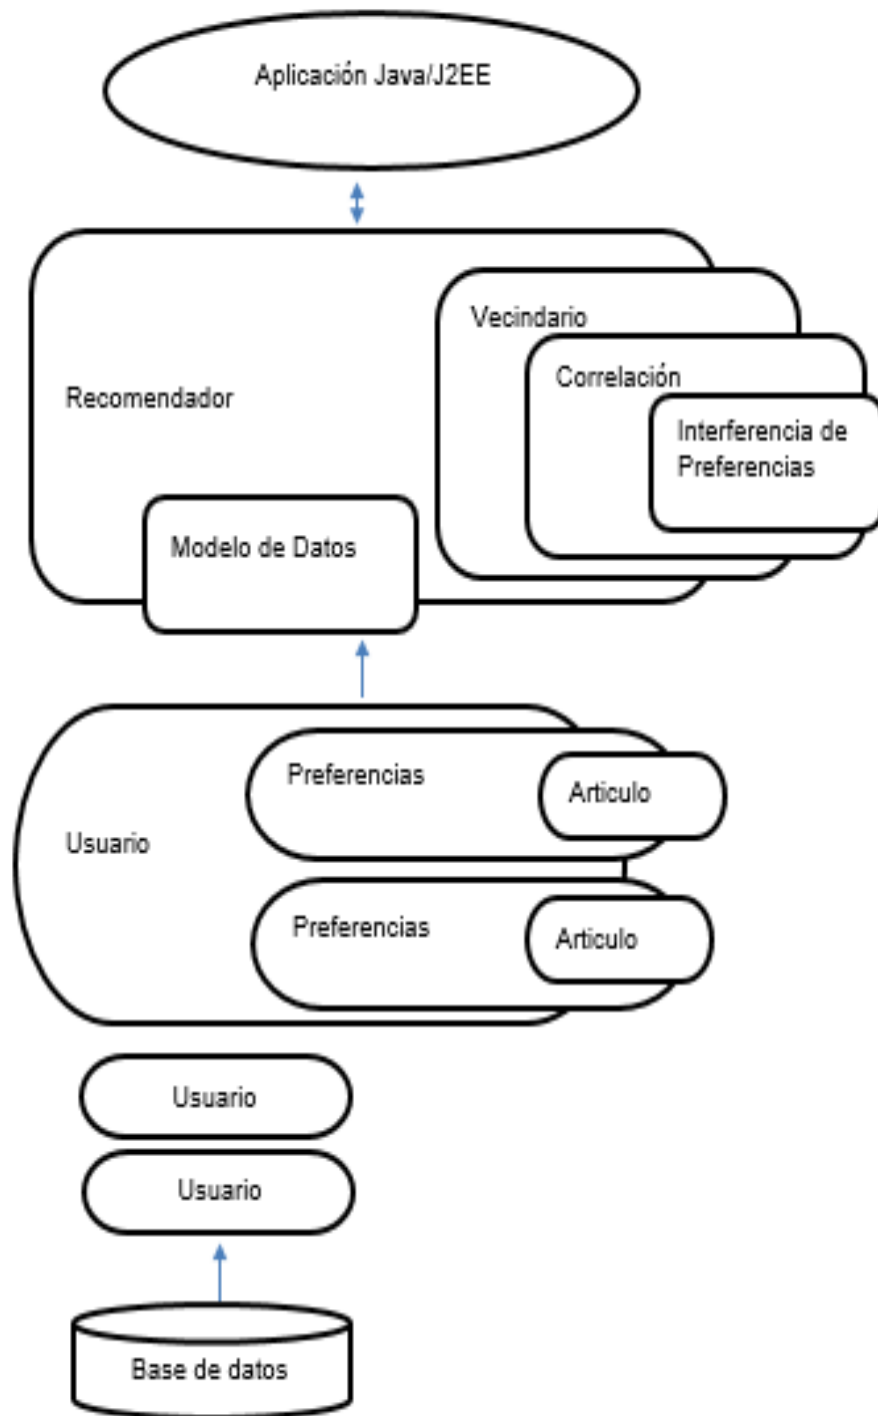 Aplicación Java/J2EE
Vecindario
Correlación
Recomendador
Interferencia de
Preferencias
Modelo de Datos
Preferencias
Articulo
Usuario
Preferencias
Articulo
Usuario
Usuario
Base de datos